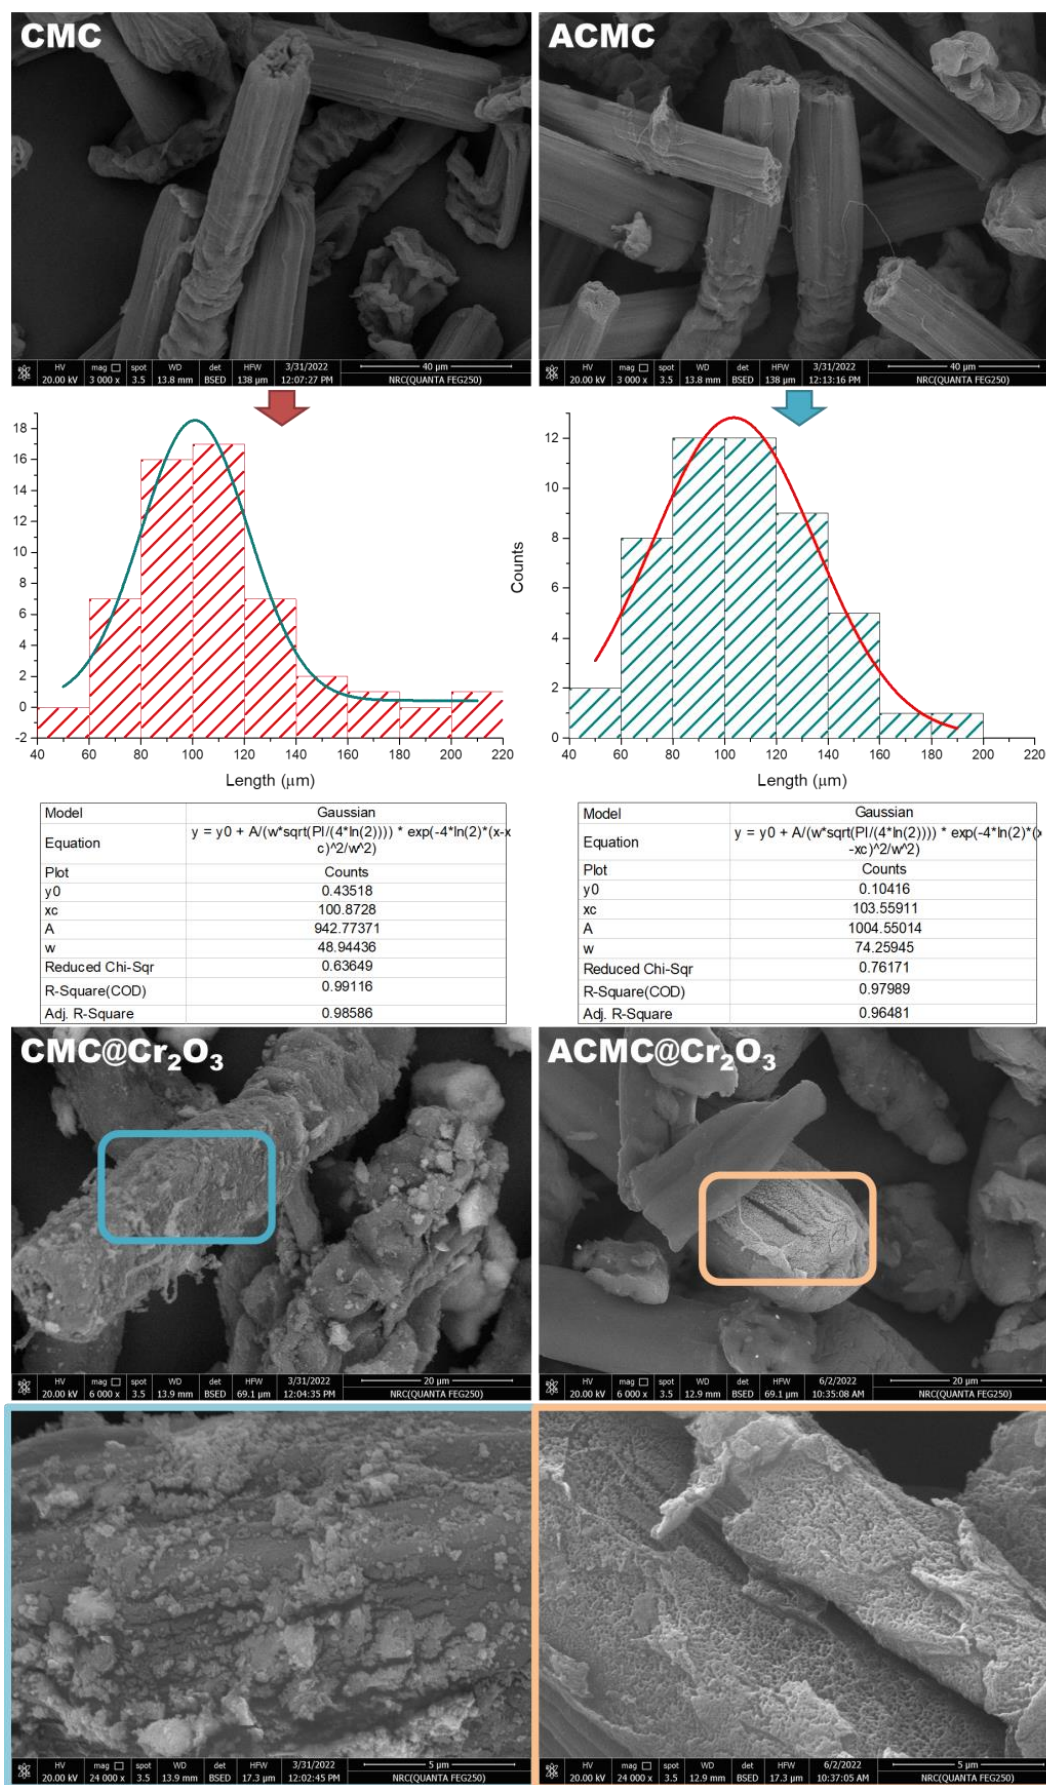 CMC
HV mag □ spot WD det HFW 3/31/2022 40 µm
20.00 kV 3 000 x 3.5 13.8 mm BSED 138 µm 12:07:27 PM NRC(QUANTA FEG250)
ACMC
HV mag □ spot WD det HFW 3/31/2022 40 µm
20.00 kV 3 000 x 3.5 13.8 mm BSED 138 µm 12:13:16 PM NRC(QUANTA FEG250)
18
16
14
12
10
8
6
4
2
0
-2
40 60 80 100 120 140 160 180 200 220
Length (µm)
Counts
12
10
8
6
4
2
0
40 60 80 100 120 140 160 180 200 220
Length (µm)
Model Gaussian
Equation y = y0 + A/(w*sqrt(PI/(4*ln(2)))) * exp(-4*ln(2)*(x-x
c)^2/w^2)
Plot Counts
y0 0.43518
xc 100.8728
A 942.77371
w 48.94436
Reduced Chi-Sqr 0.63649
R-Square(COD) 0.99116
Adj. R-Square 0.98586
Model Gaussian
Equation y = y0 + A/(w*sqrt(PI/(4*ln(2)))) * exp(-4*ln(2)*(x
-xc)^2/w^2)
Plot Counts
y0 0.10416
xc 103.55911
A 1004.55014
w 74.25945
Reduced Chi-Sqr 0.76171
R-Square(COD) 0.97989
Adj. R-Square 0.96481
CMC@Cr₂O₃
HV mag □ spot WD det HFW 3/31/2022 20 µm
20.00 kV 6 000 x 3.5 13.9 mm BSED 69.1 µm 12:04:35 PM NRC(QUANTA FEG250)
ACMC@Cr₂O₃
HV mag □ spot WD det HFW 6/2/2022 20 µm
20.00 kV 6 000 x 3.5 12.9 mm BSED 69.1 µm 10:35:08 AM NRC(QUANTA FEG250)
HV mag □ spot WD det HFW 3/31/2022 5 µm
20.00 kV 24 000 x 3.5 13.9 mm BSED 17.3 µm 12:02:45 PM NRC(QUANTA FEG250)
HV mag □ spot WD det HFW 6/2/2022 5 µm
20.00 kV 24 000 x 3.5 12.9 mm BSED 17.3 µm 10:37:05 AM NRC(QUANTA FEG250)